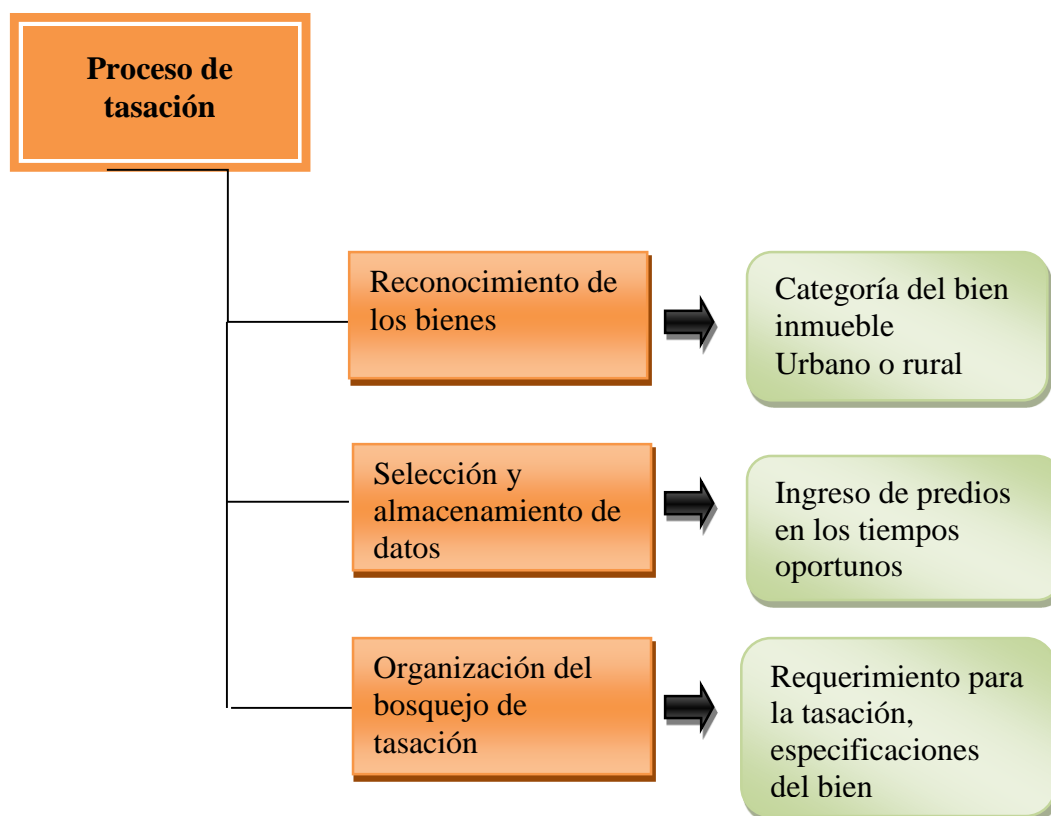 Proceso de
tasación
Reconocimiento de
los bienes
Categoría del bien
inmueble
Urbano o rural
Selección y
almacenamiento de
datos
Ingreso de predios
en los tiempos
oportunos
Organización del
bosquejo de
tasación
Requerimiento para
la tasación,
especificaciones
del bien